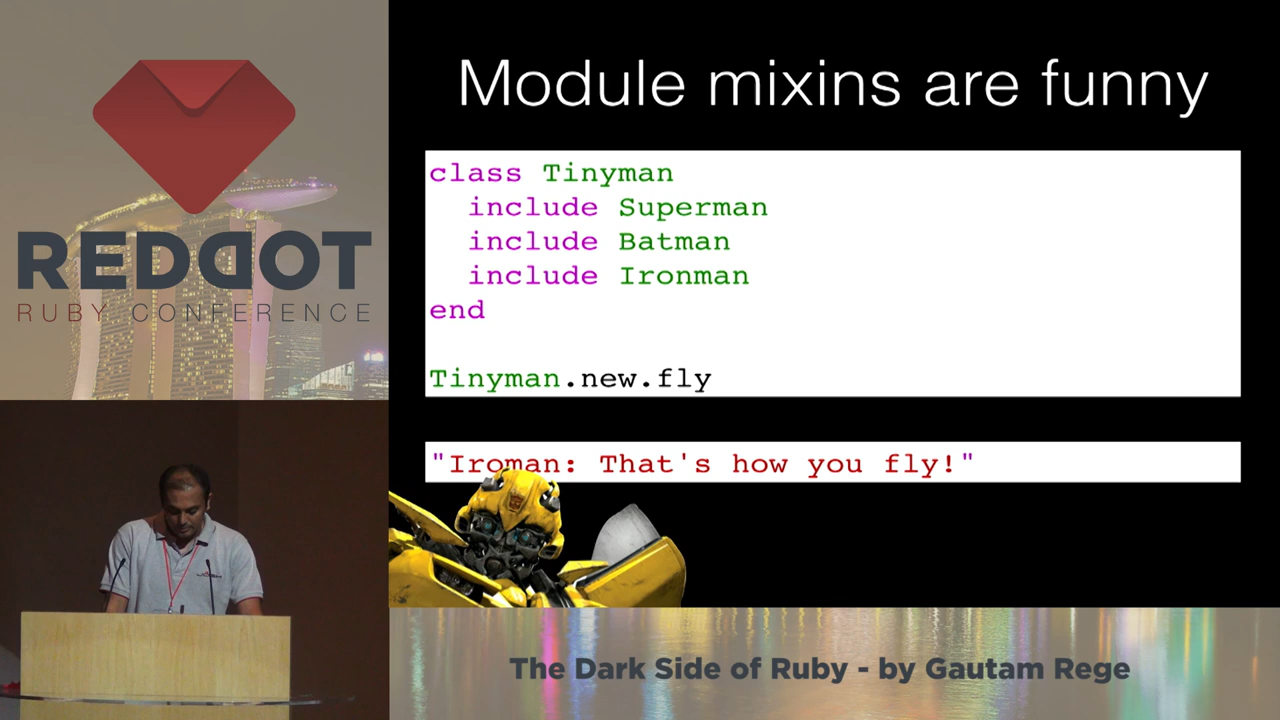 REDDOT
RUBY CONFERENCE
Module mixins are funny
class Tinyman
  include Superman
  include Batman
  include Ironman
end
Tinyman.new.fly
"Iroman: That's how you fly!"
The Dark Side of Ruby - by Gautam Rege